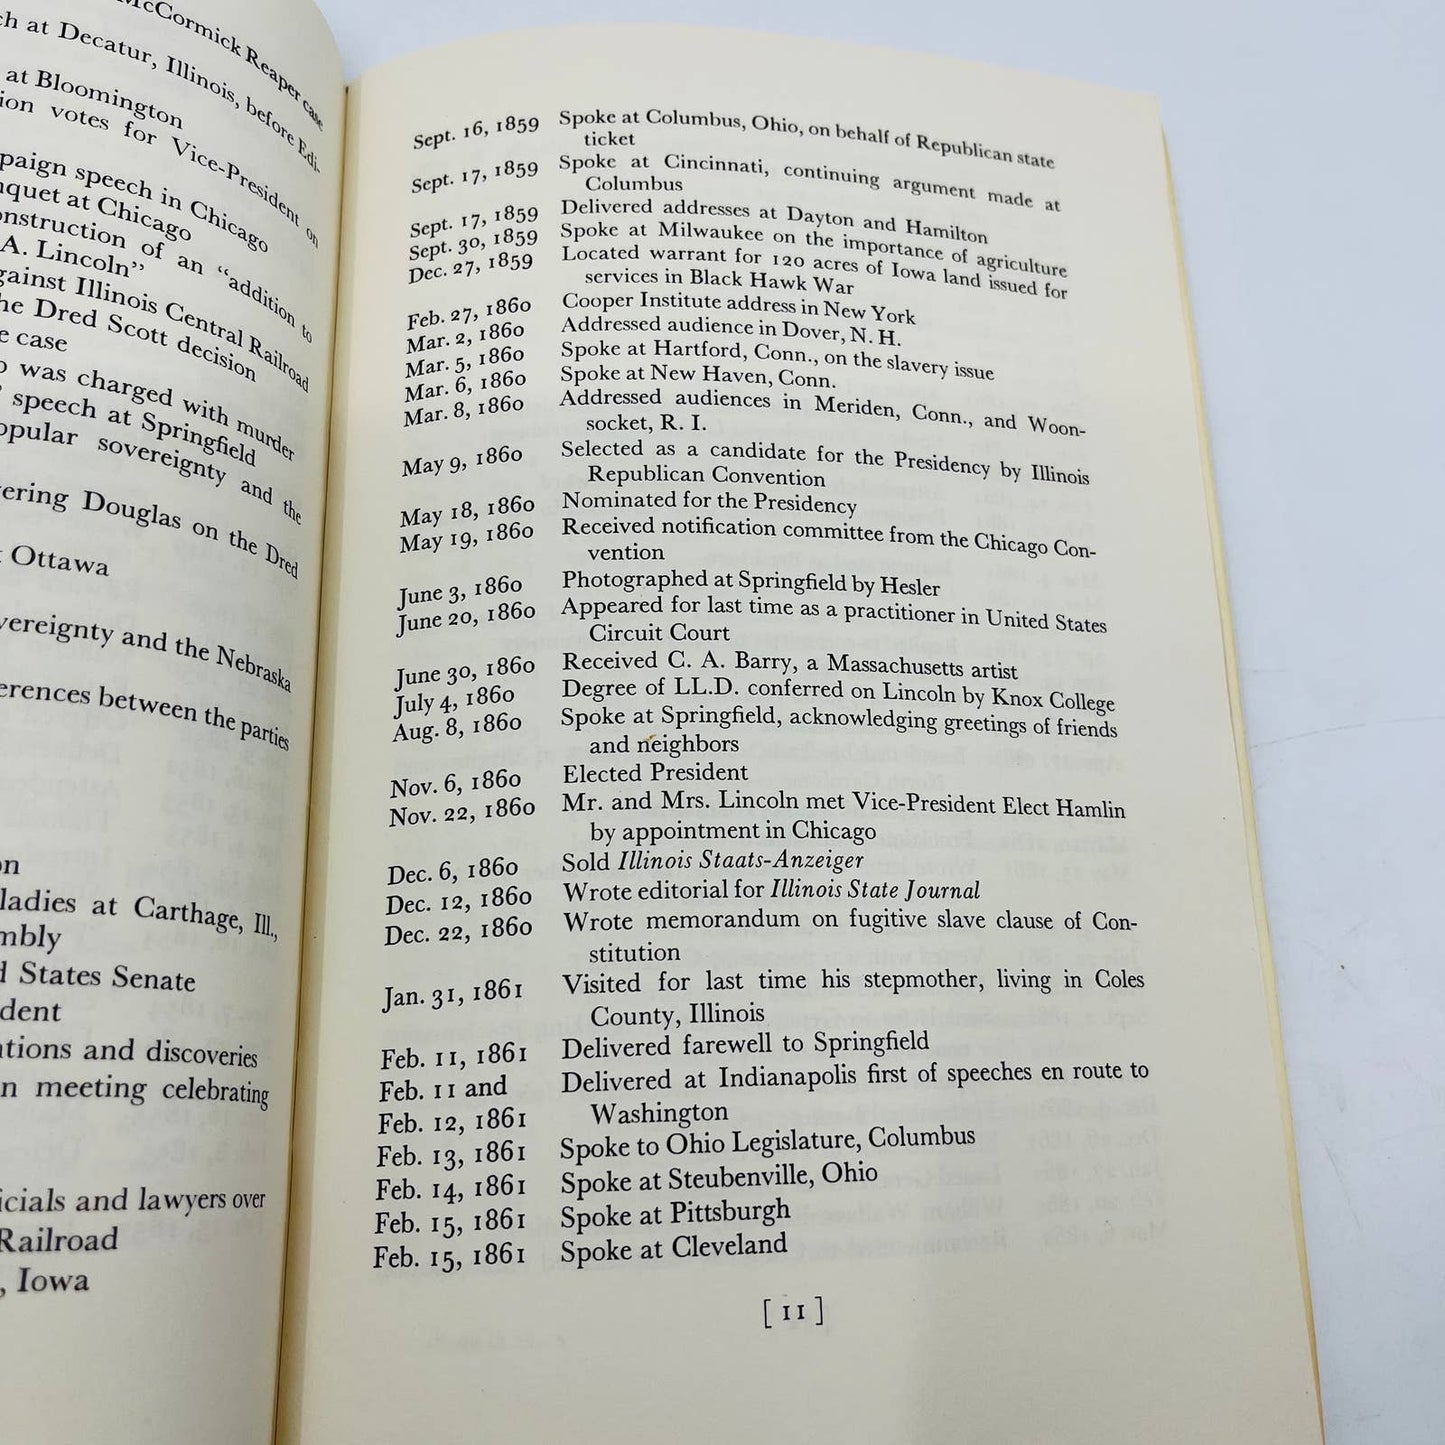 McCormick Reaper case
at Decatur, Illinois, before Edi-
at Bloomington
votes for Vice-President on
speech in Chicago
at Chicago
of an "addition to
A. Lincoln"
Illinois Central Railroad
Dred Scott decision
case
was charged with murder
speech at Springfield
sovereignty and the
Douglas on the Dred
Ottawa
and the Nebraska
between the parties
ladies at Carthage, Ill.,
States Senate
and discoveries
meeting celebrating
and lawyers over
Railroad
, Iowa
Sept. 16, 1859 Spoke at Columbus, Ohio, on behalf of Republican state
ticket
Sept. 17, 1859 Spoke at Cincinnati, continuing argument made at
Columbus
Sept. 17, 1859 Delivered addresses at Dayton and Hamilton
Sept. 30, 1859 Spoke at Milwaukee on the importance of agriculture
Dec. 27, 1859 Located warrant for 120 acres of Iowa land issued for
services in Black Hawk War
Feb. 27, 1860 Cooper Institute address in New York
Mar. 2, 1860 Addressed audience in Dover, N. H.
Mar. 5, 1860 Spoke at Hartford, Conn., on the slavery issue
Mar. 6, 1860 Spoke at New Haven, Conn.
Mar. 8, 1860 Addressed audiences in Meriden, Conn., and Woon-
socket, R. I.
May 9, 1860 Selected as a candidate for the Presidency by Illinois
Republican Convention
May 18, 1860 Nominated for the Presidency
May 19, 1860 Received notification committee from the Chicago Con-
vention
June 3, 1860 Photographed at Springfield by Hesler
June 20, 1860 Appeared for last time as a practitioner in United States
Circuit Court
June 30, 1860 Received C. A. Barry, a Massachusetts artist
July 4, 1860 Degree of LL.D. conferred on Lincoln by Knox College
Aug. 8, 1860 Spoke at Springfield, acknowledging greetings of friends
and neighbors
Nov. 6, 1860 Elected President
Nov. 22, 1860 Mr. and Mrs. Lincoln met Vice-President Elect Hamlin
by appointment in Chicago
Dec. 6, 1860 Sold Illinois Staats-Anzeiger
Dec. 12, 1860 Wrote editorial for Illinois State Journal
Dec. 22, 1860 Wrote memorandum on fugitive slave clause of Con-
stitution
Jan. 31, 1861 Visited for last time his stepmother, living in Coles
County, Illinois
Feb. 11, 1861 Delivered farewell to Springfield
Feb. 11 and Delivered at Indianapolis first of speeches en route to
Feb. 12, 1861 Washington
Feb. 13, 1861 Spoke to Ohio Legislature, Columbus
Feb. 14, 1861 Spoke at Steubenville, Ohio
Feb. 15, 1861 Spoke at Pittsburgh
Feb. 15, 1861 Spoke at Cleveland
[ 11 ]